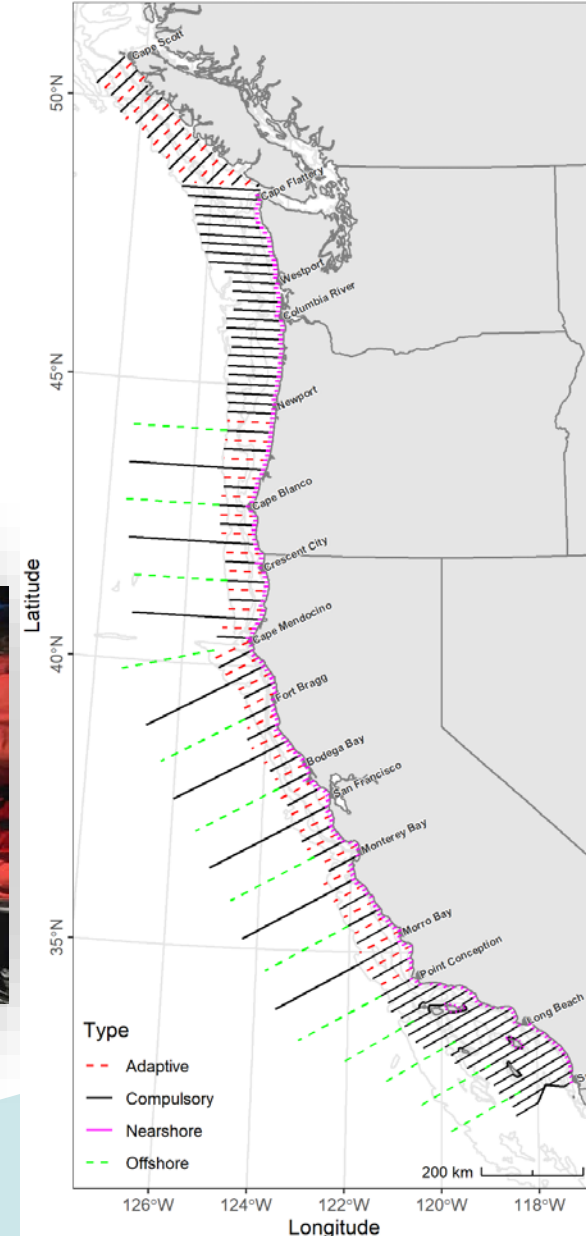 Cape Scott
50°N
Cape Flattery
Westport
Columbia River
45°N
Newport
Cape Blanco
Crescent City
Latitude
Cape Mendocino
40°N
Fort Bragg
Bodega Bay
San Francisco
Monterey Bay
Morro Bay
35°N
Point Conception
Long Beach
Type
Adaptive
Compulsory
Nearshore
Offshore
200 km
126°W 124°W 122°W 120°W 118°W
Longitude